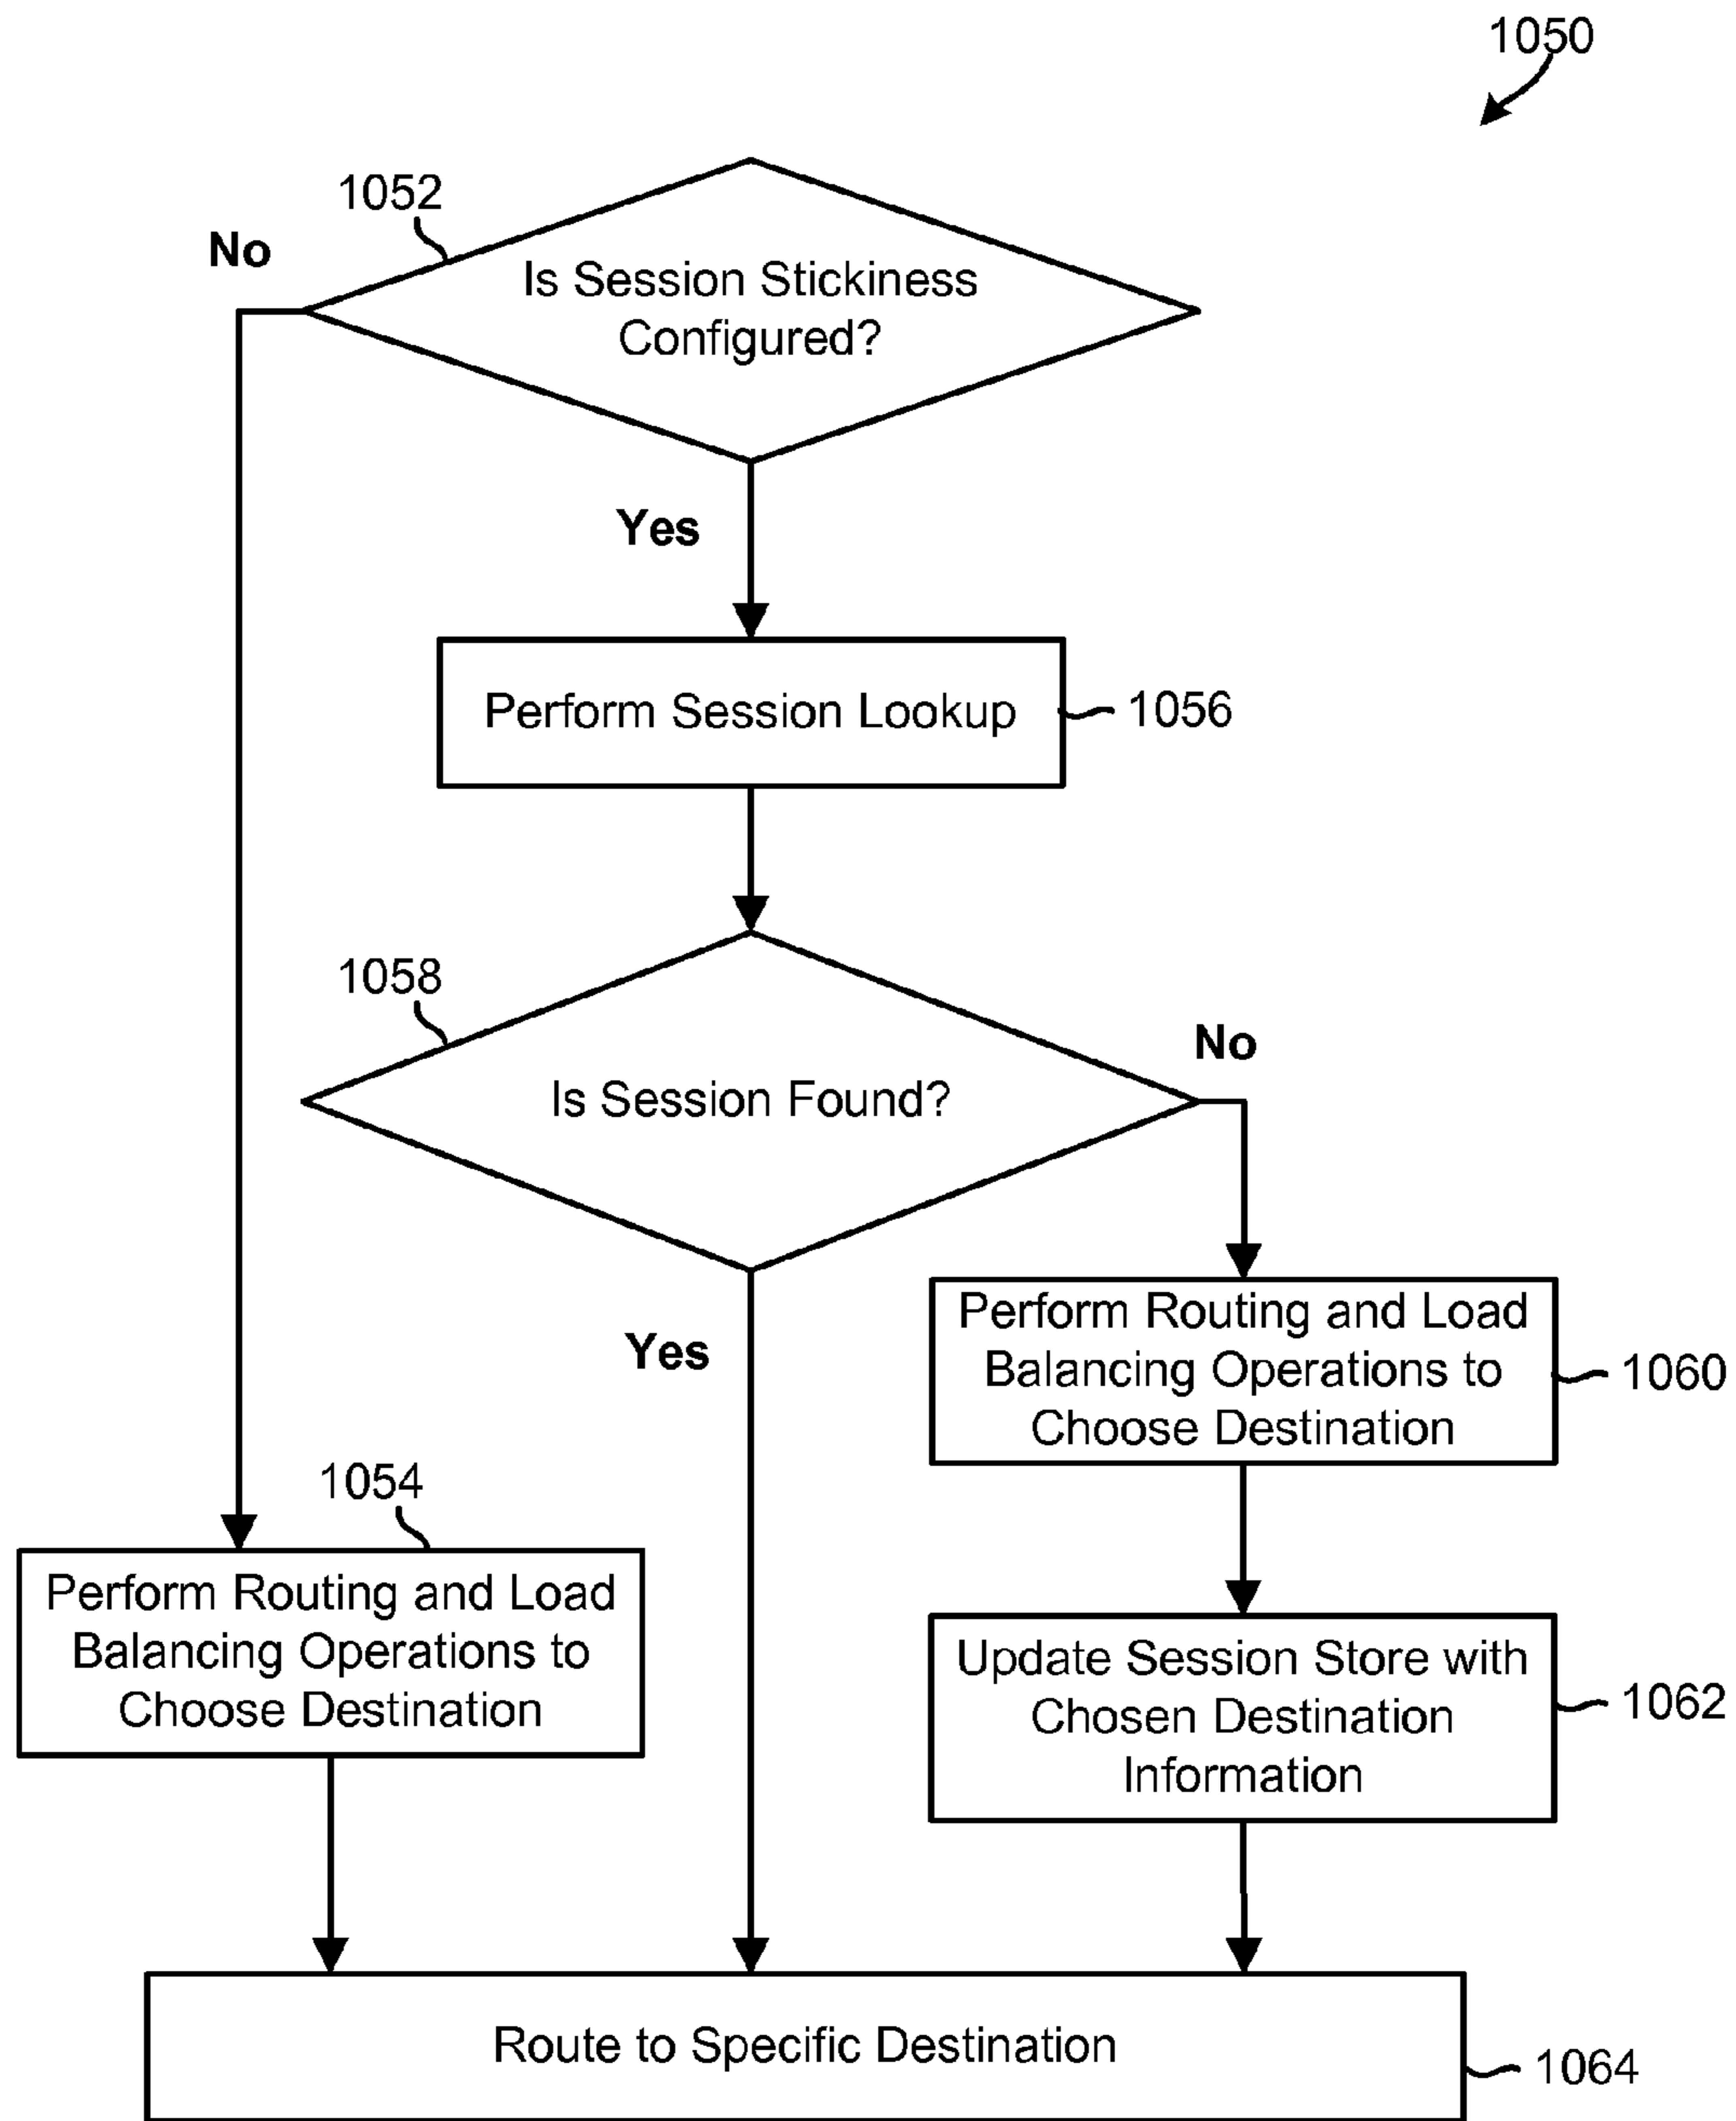 1050
1052
No
Is Session Stickiness
Configured?
Yes
Perform Session Lookup
1056
1058
No
Is Session Found?
Yes
Perform Routing and Load
Balancing Operations to
Choose Destination
1060
1054
Perform Routing and Load
Balancing Operations to
Choose Destination
Update Session Store with
Chosen Destination
Information
1062
Route to Specific Destination
1064